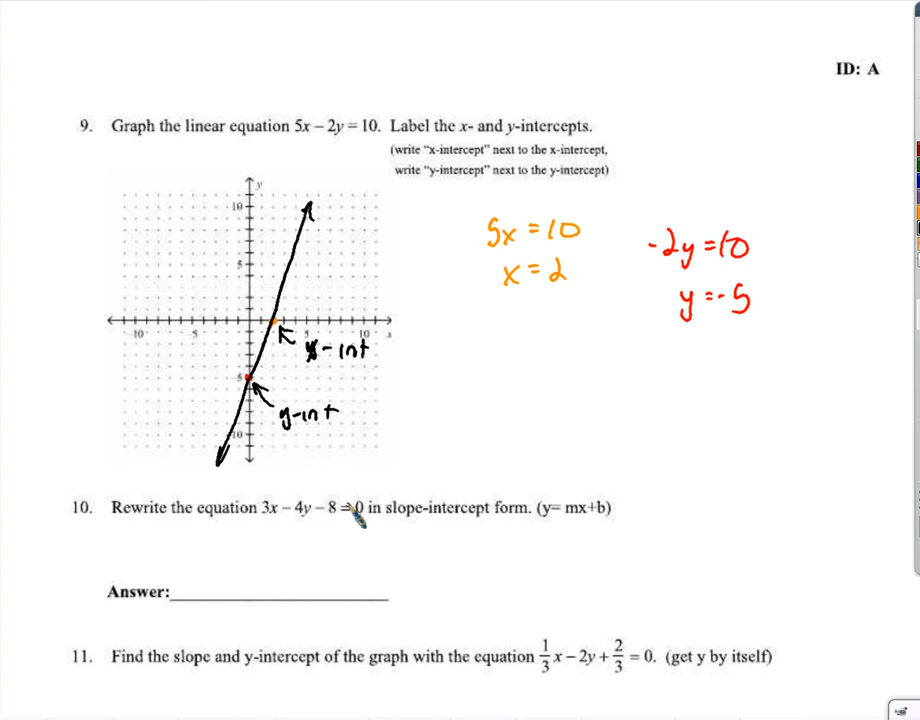 ID: A
9. Graph the linear equation 5x – 2y = 10. Label the x- and y-intercepts.
(write “x-intercept” next to the x-intercept,
write “y-intercept” next to the y-intercept)
y
10
5
5x = 10
x = 2
-2y = 10
y = -5
10 5 5 10 x
x-int
5
y-int
10
10. Rewrite the equation 3x – 4y – 8 = 0 in slope-intercept form. (y= mx+b)
Answer:
11. Find the slope and y-intercept of the graph with the equation 1/3 x – 2y + 2/3 = 0. (get y by itself)